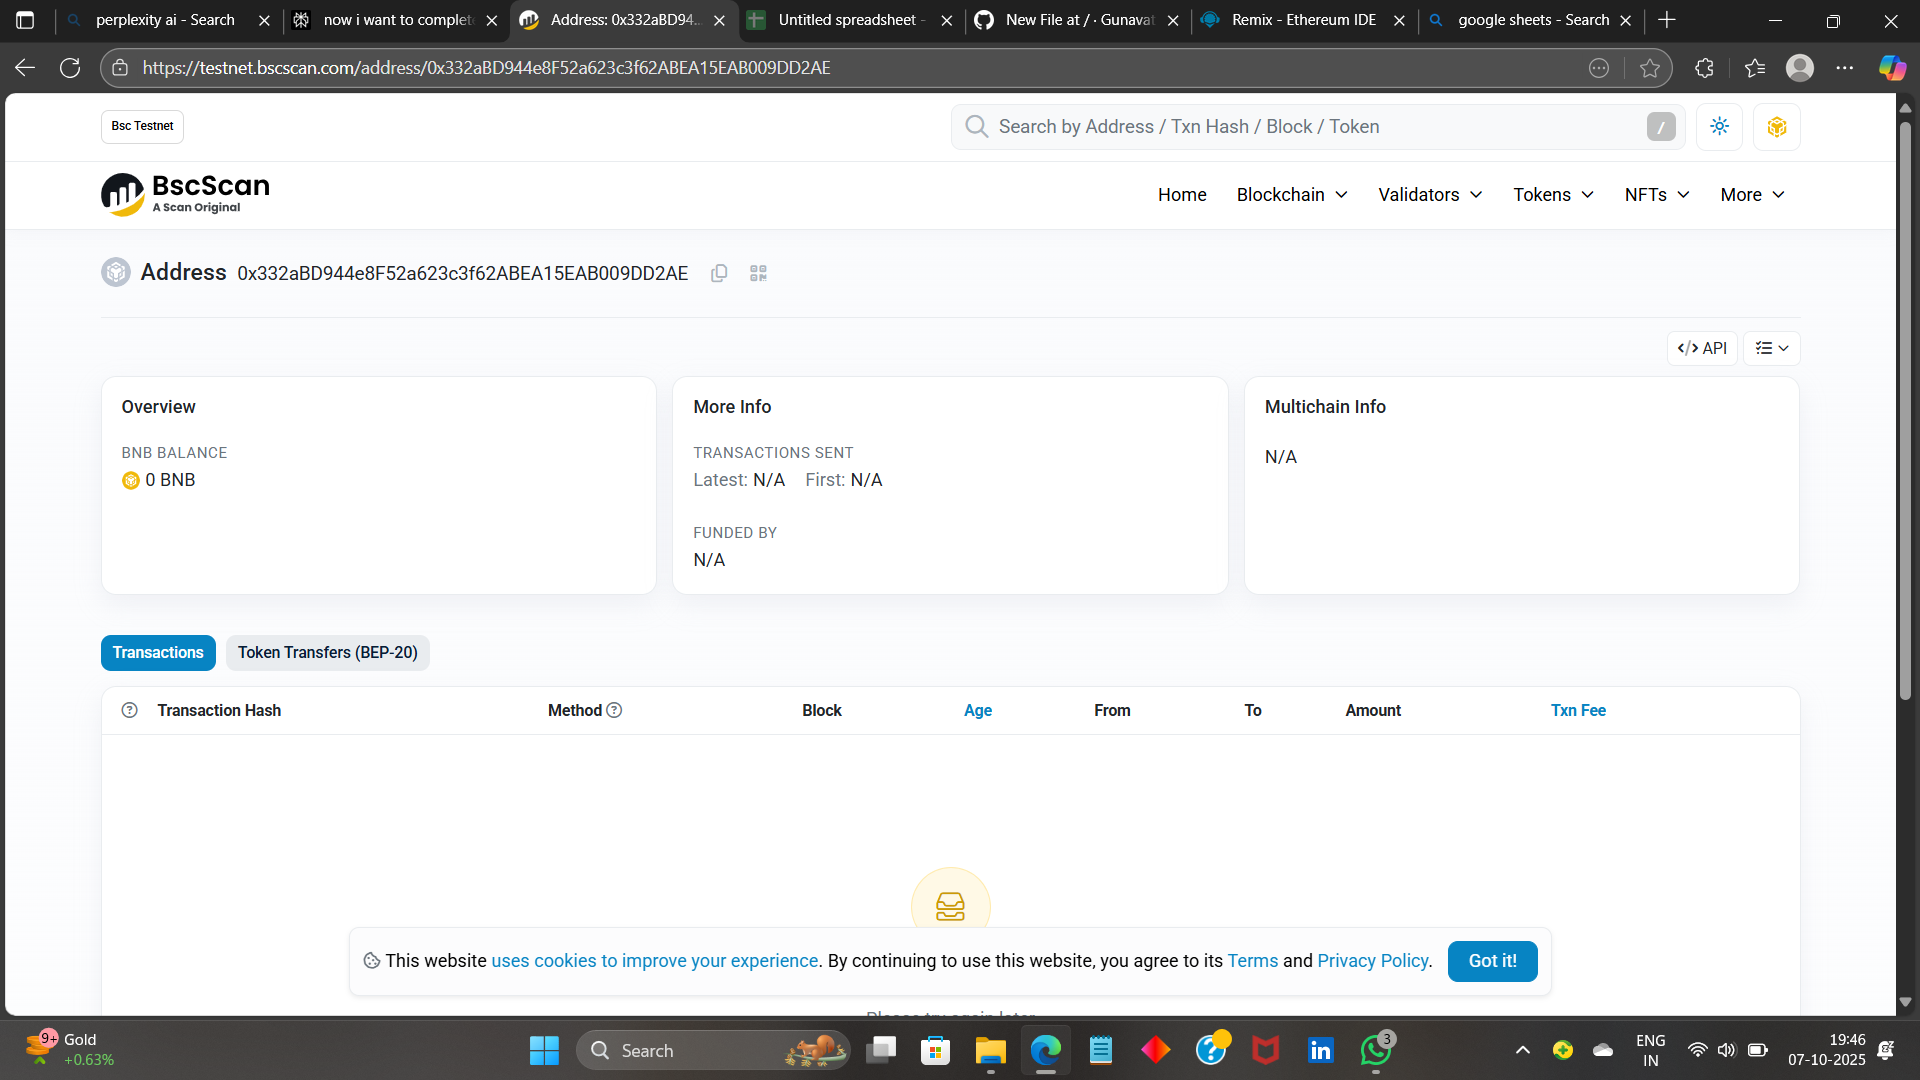 perplexity ai - Search
now i want to complet
Address: 0x332aBD94...
Untitled spreadsheet -
New File at / · Gunavat
Remix - Ethereum IDE
google sheets - Search
https://testnet.bscscan.com/address/0x332aBD944e8F52a623c3f62ABEA15EAB009DD2AE
Bsc Testnet
Search by Address / Txn Hash / Block / Token
/
BscScan
A Scan Original
Home
Blockchain
Validators
Tokens
NFTs
More
Address 0x332aBD944e8F52a623c3f62ABEA15EAB009DD2AE
</> API
Overview
BNB BALANCE
0 BNB
More Info
TRANSACTIONS SENT
Latest: N/A First: N/A
FUNDED BY
N/A
Multichain Info
N/A
Transactions
Token Transfers (BEP-20)
Transaction Hash
Method
Block
Age
From
To
Amount
Txn Fee
This website uses cookies to improve your experience. By continuing to use this website, you agree to its Terms and Privacy Policy.
Got it!
Please try again later
9+
Gold
+0.63%
Search
3
ENG
IN
19:46
07-10-2025